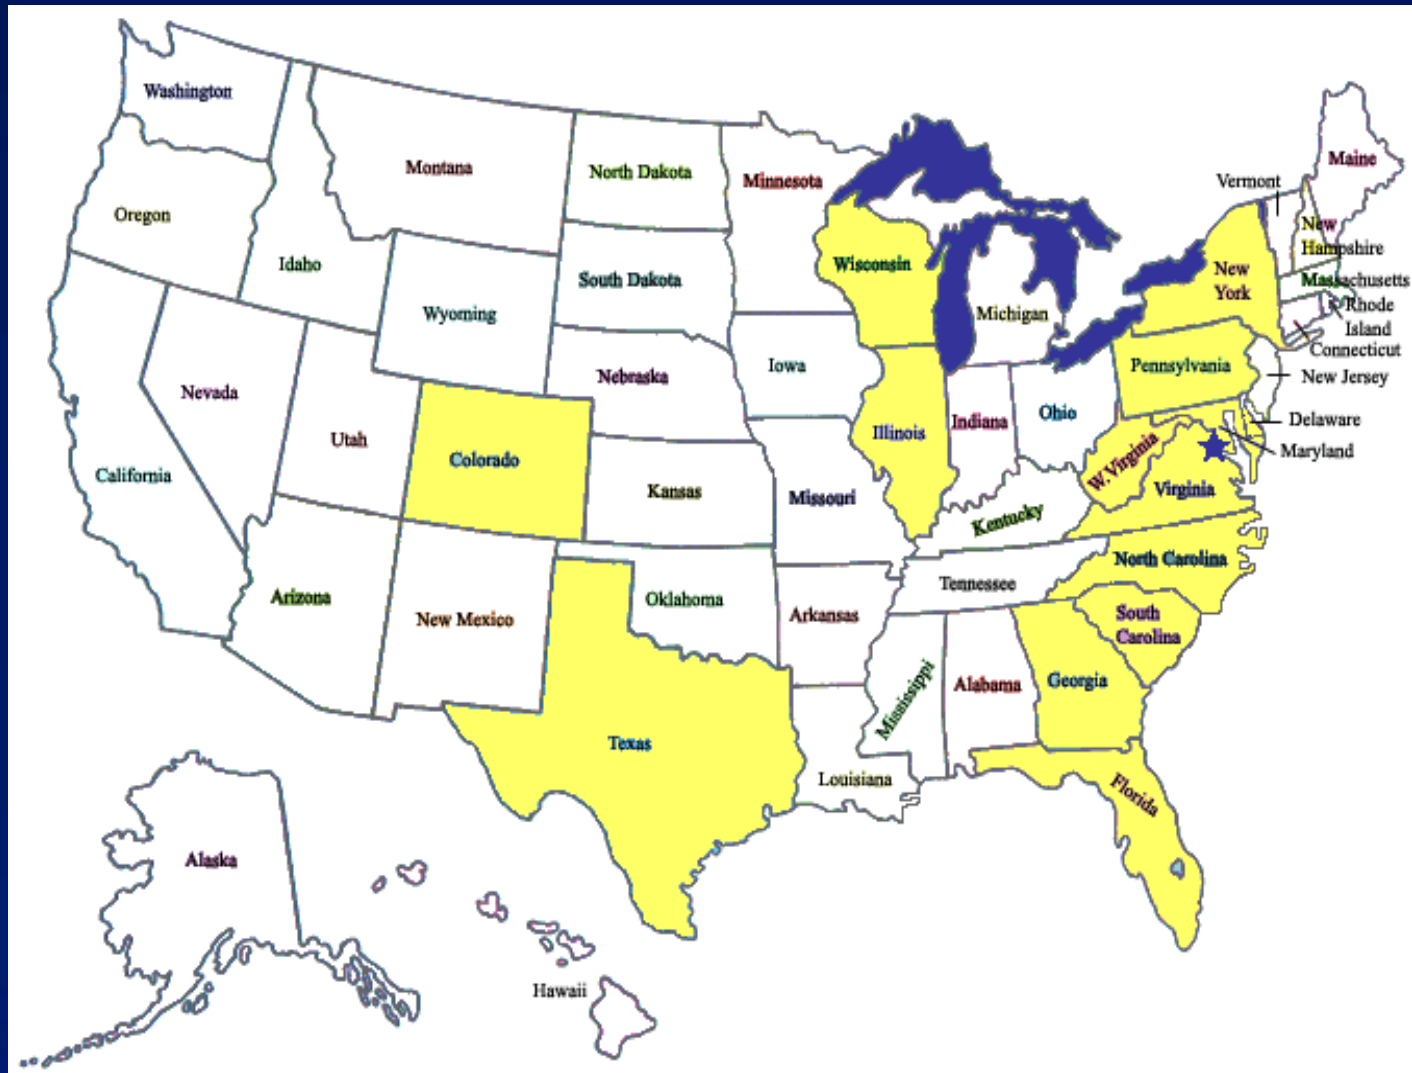 Washington
Montana
North Dakota
Minnesota
Maine
Vermont
Oregon
New
Hampshire
Idaho
Wisconsin
South Dakota
New
York
Massachusetts
Rhode
Island
Wyoming
Michigan
Connecticut
Iowa
Pennsylvania
New Jersey
Nebraska
Nevada
Delaware
Ohio
Indiana
Illinois
Utah
Maryland
Colorado
W.Virginia
California
Kansas
Virginia
Missouri
Kentucky
North Carolina
Tennessee
Arizona
Oklahoma
Arkansas
New Mexico
South
Carolina
Georgia
Alabama
Mississippi
Texas
Louisiana
Florida
Alaska
Hawaii